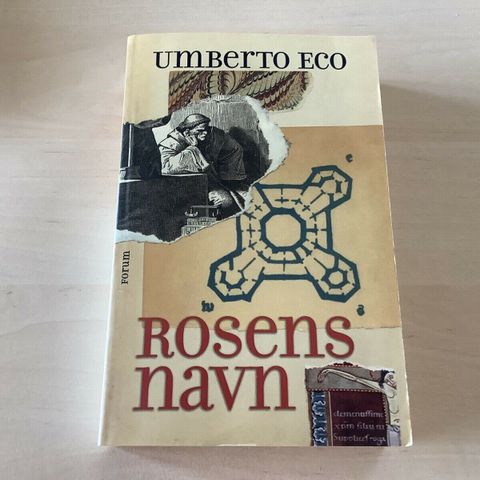 Umberto Eco
Forum
Rosens
navn